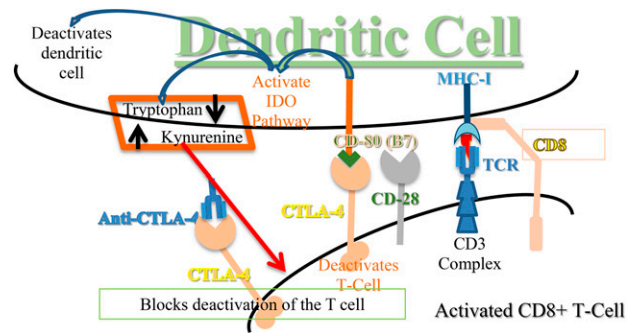 Dendritic Cell
Deactivates
dendritic
cell
Activate
IDO
Pathway
MHC-I
Tryptophan
Kynurenine
CD-80 (B7)
CD8
TCR
Anti-CTLA-4
CTLA-4
CD-28
CD3
Complex
CTLA-4
Deactivates
T-Cell
Blocks deactivation of the T cell
Activated CD8+ T-Cell